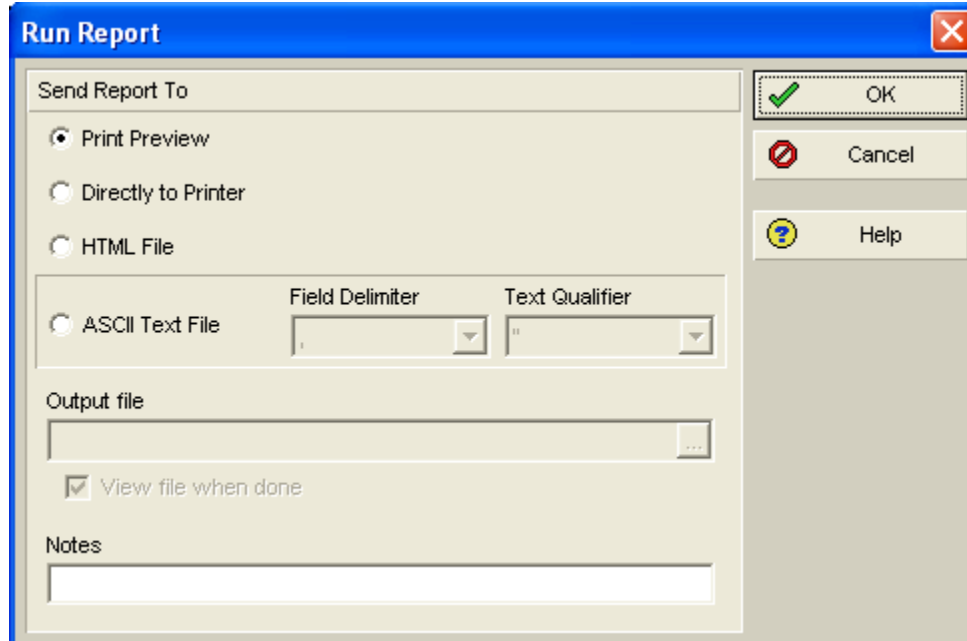 Run Report
Send Report To
Print Preview
Directly to Printer
HTML File
ASCII Text File
Field Delimiter
,
Text Qualifier
"
Output file
...
View file when done
Notes
OK
Cancel
Help